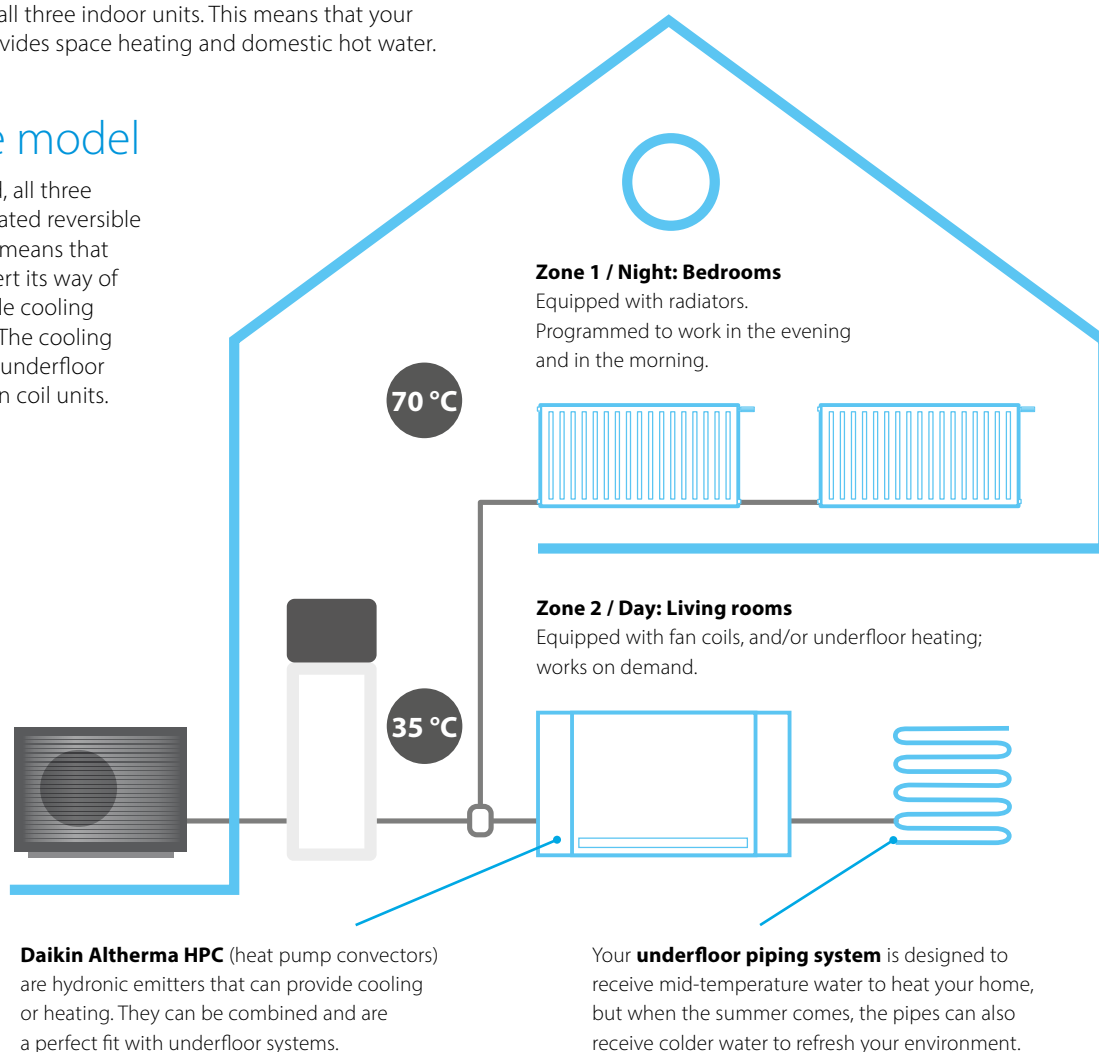 all three indoor units. This means that your
vides space heating and domestic hot water.
e model
, all three
ated reversible
means that
ert its way of
le cooling
The cooling
underfloor
n coil units.
Zone 1 / Night: Bedrooms
Equipped with radiators.
Programmed to work in the evening
and in the morning.
70 °C
Zone 2 / Day: Living rooms
Equipped with fan coils, and/or underfloor heating;
works on demand.
35 °C
Daikin Altherma HPC (heat pump convectors)
are hydronic emitters that can provide cooling
or heating. They can be combined and are
a perfect fit with underfloor systems.
Your underfloor piping system is designed to
receive mid-temperature water to heat your home,
but when the summer comes, the pipes can also
receive colder water to refresh your environment.